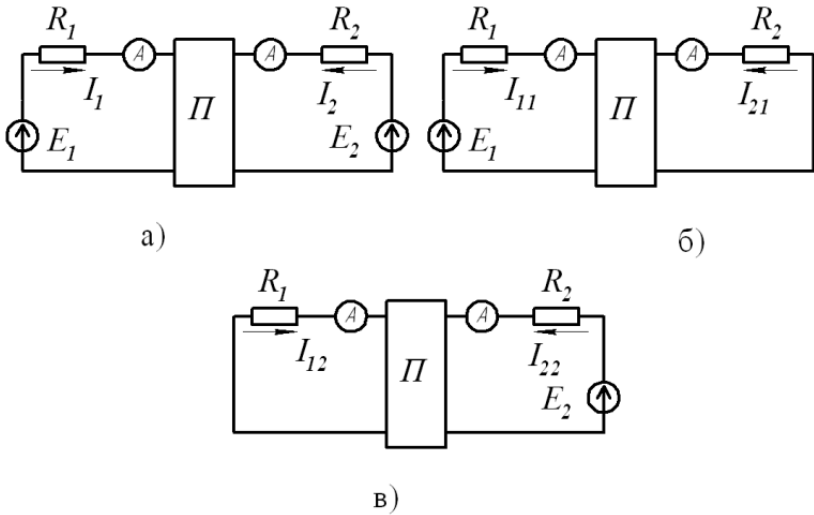 R₁ A A R₂ R₁ A A R₂
I₁ П I₂ I₁₁ П I₂₁
E₁ E₂ E₁
а) б)
R₁ A A R₂
I₁₂ П I₂₂
E₂
в)